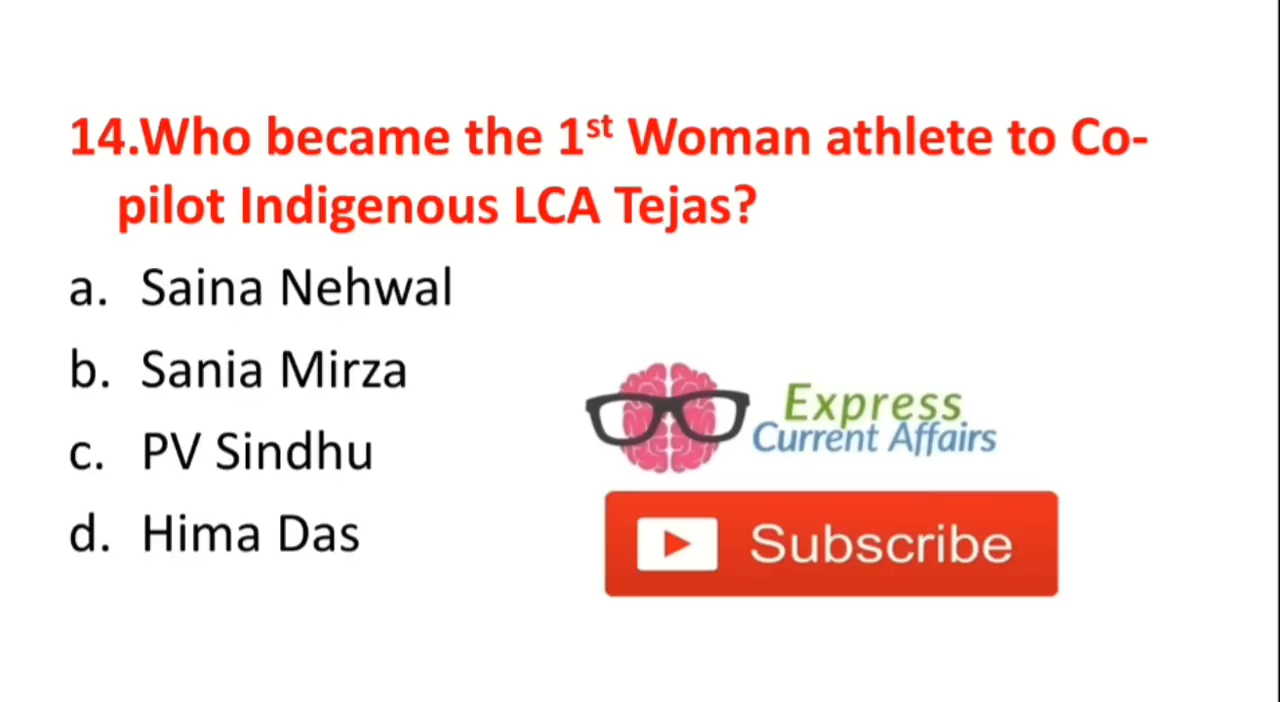 14.Who became the 1st Woman athlete to Co-
pilot Indigenous LCA Tejas?
a. Saina Nehwal
b. Sania Mirza
c. PV Sindhu
d. Hima Das
Express
Current Affairs
Subscribe